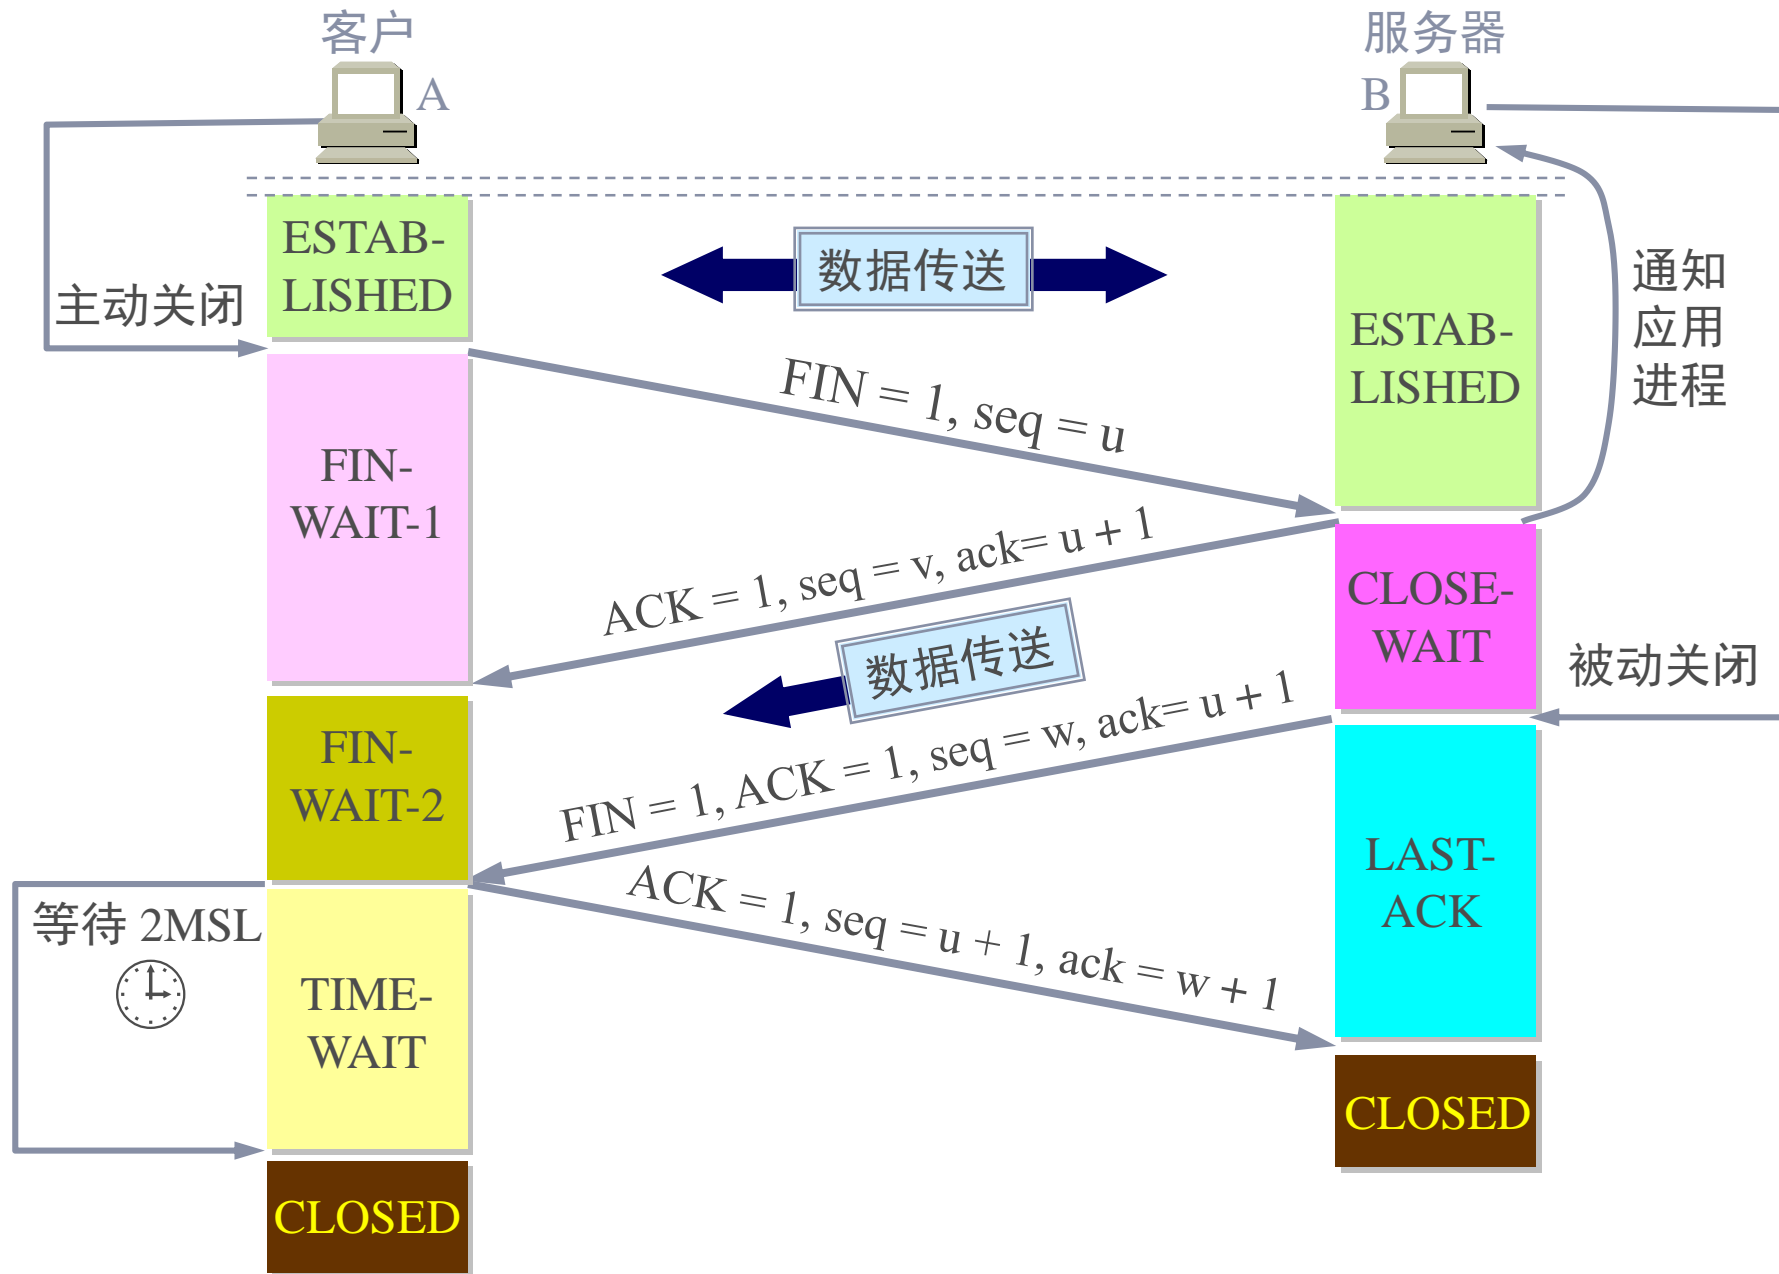 客户
服务器
A
B
ESTAB-
LISHED
数据传送
通知
应用
进程
主动关闭
ESTAB-
LISHED
FIN = 1, seq = u
FIN-
WAIT-1
ACK = 1, seq = v, ack= u + 1
CLOSE-
WAIT
数据传送
被动关闭
FIN-
WAIT-2
FIN = 1, ACK = 1, seq = w, ack= u + 1
LAST-
ACK
ACK = 1, seq = u + 1, ack = w + 1
等待 2MSL
TIME-
WAIT
CLOSED
CLOSED